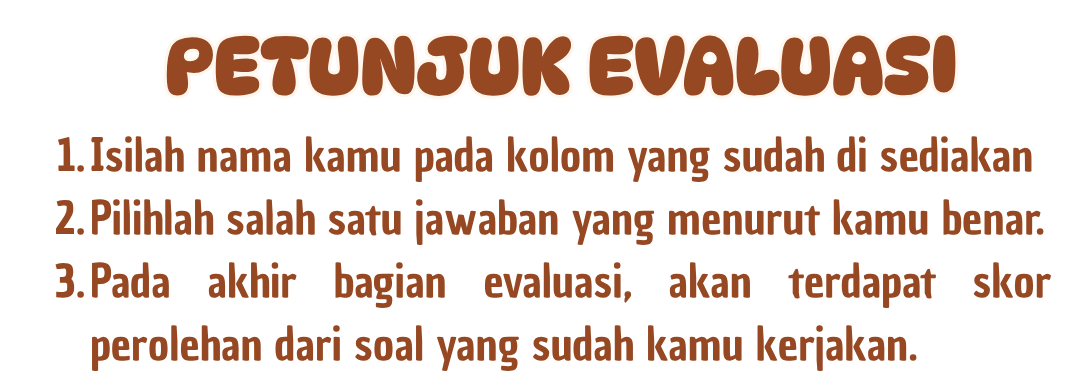 PETUNJUK EVALUASI
1. Isilah nama kamu pada kolom yang sudah di sediakan
2. Pilihlah salah satu jawaban yang menurut kamu benar.
3. Pada akhir bagian evaluasi, akan terdapat skor
perolehan dari soal yang sudah kamu kerjakan.